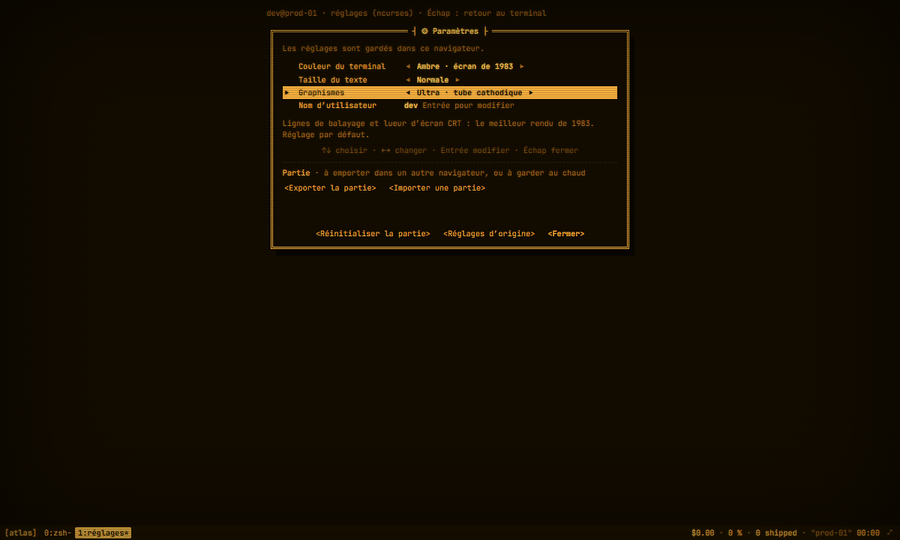 dev@prod-01 · réglages (ncurses) · Échap : retour au terminal
⚙ Paramètres
Les réglages sont gardés dans ce navigateur.
Couleur du terminal ◂ Ambre · écran de 1983 ▸
Taille du texte ◂ Normale ▸
▸ Graphismes ◂ Ultra · tube cathodique ▸
Nom d’utilisateur dev Entrée pour modifier
Lignes de balayage et lueur d’écran CRT : le meilleur rendu de 1983.
Réglage par défaut.
↑↓ choisir · ←→ changer · Entrée modifier · Échap fermer
Partie · à emporter dans un autre navigateur, ou à garder au chaud
<Exporter la partie> <Importer une partie>
<Réinitialiser la partie> <Réglages d’origine> <Fermer>
[atlas] 0:zsh- 1:réglages* $0.00 · 0 % · 0 shipped · "prod-01" 00:00